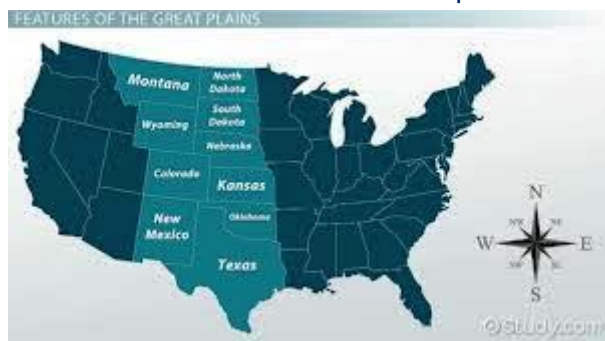 FEATURES OF THE GREAT PLAINS
Montana
North
Dakota
South
Dakota
Wyoming
Nebraska
Colorado
Kansas
New
Mexico
Oklahoma
Texas
N
W
E
S
©Study.com